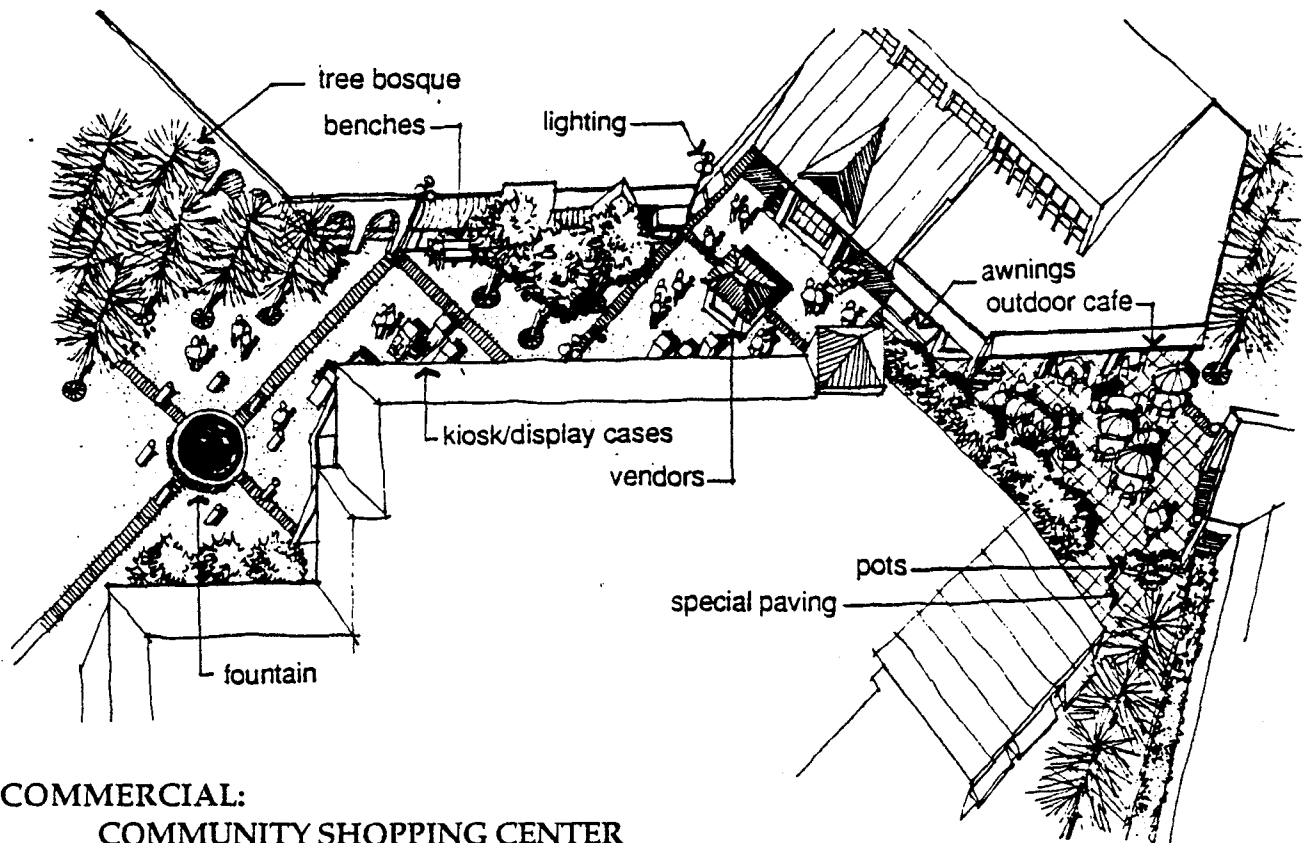 tree bosque
benches
lighting
awnings
outdoor cafe
kiosk/display cases
vendors
pots
special paving
fountain
COMMERCIAL:
COMMUNITY SHOPPING CENTER